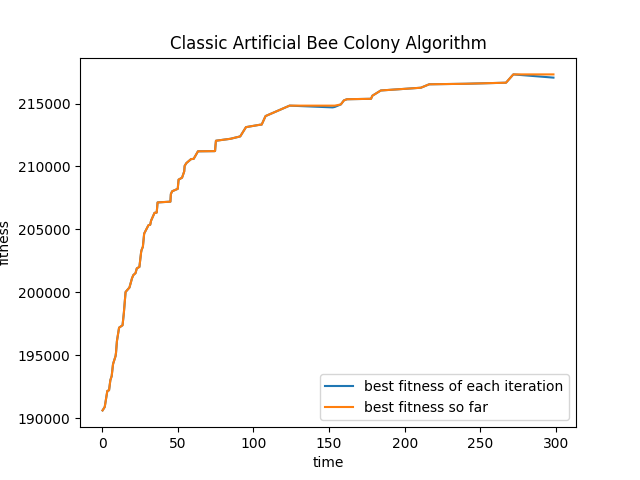 Classic Artificial Bee Colony Algorithm
215000
210000
205000
200000
195000
190000
fitness
best fitness of each iteration
best fitness so far
0 50 100 150 200 250 300
time